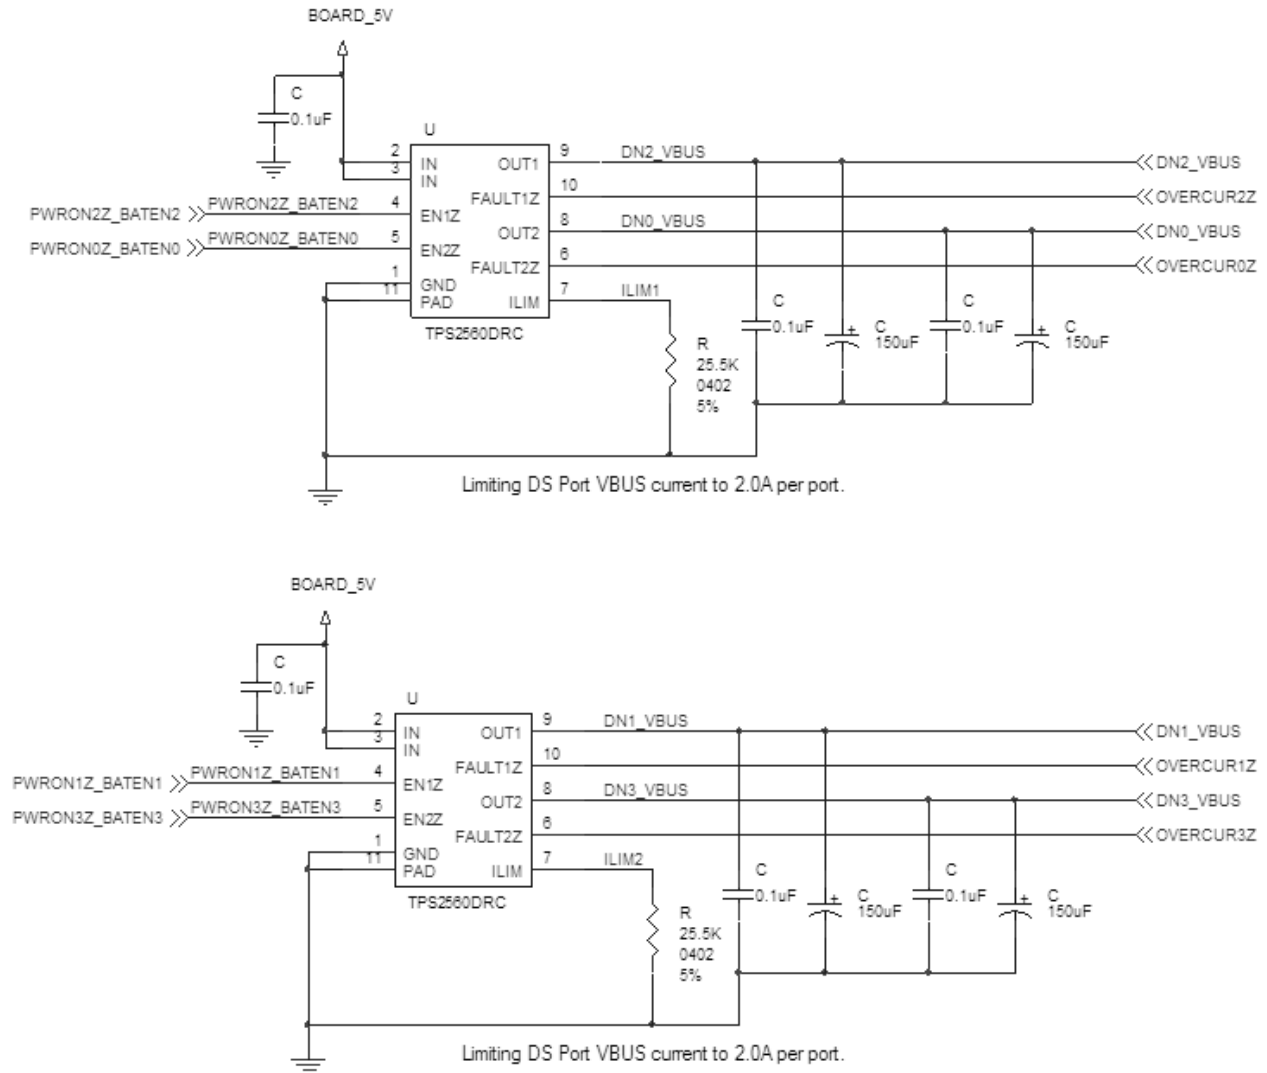 BOARD_5V
C
0.1uF
U
2 IN OUT1 9 DN2_VBUS DN2_VBUS
3 IN
FAULT1Z 10 OVERCUR2Z
PWRON2Z_BATEN2 PWRON2Z_BATEN2 4 EN1Z
OUT2 8 DN0_VBUS DN0_VBUS
PWRON0Z_BATEN0 PWRON0Z_BATEN0 5 EN2Z
FAULT2Z 6 OVERCUR0Z
1 GND
11 PAD ILIM 7 ILIM1
TPS2560DRC
C
0.1uF
C
150uF
C
0.1uF
C
150uF
R
25.5K
0402
5%
Limiting DS Port VBUS current to 2.0A per port.
BOARD_5V
C
0.1uF
U
2 IN OUT1 9 DN1_VBUS DN1_VBUS
3 IN
FAULT1Z 10 OVERCUR1Z
PWRON1Z_BATEN1 PWRON1Z_BATEN1 4 EN1Z
OUT2 8 DN3_VBUS DN3_VBUS
PWRON3Z_BATEN3 PWRON3Z_BATEN3 5 EN2Z
FAULT2Z 6 OVERCUR3Z
1 GND
11 PAD ILIM 7 ILIM2
TPS2560DRC
C
0.1uF
C
150uF
C
0.1uF
C
150uF
R
25.5K
0402
5%
Limiting DS Port VBUS current to 2.0A per port.